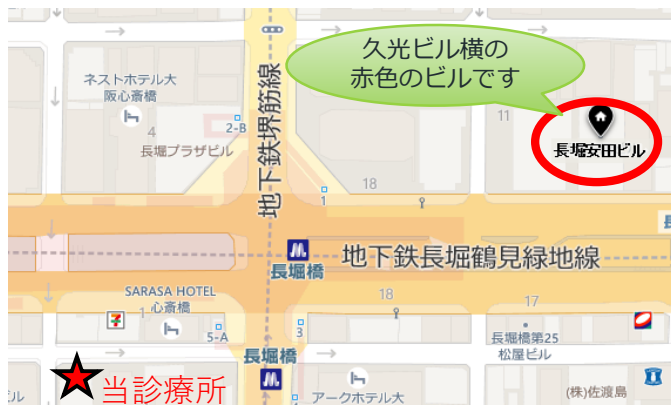 久光ビル横の
赤色のビルです
ネストホテル大
阪心斎橋
4
2-B
長堀プラザビル
地下鉄堺筋線
11
長堀安田ビル
18
1
長堀橋
地下鉄長堀鶴見緑地線
SARASA HOTEL
心斎橋
1
5-A
3
18
17
長堀橋第25
松屋ビル
長堀橋
当診療所
アークホテル大
(株)佐渡島
ビル